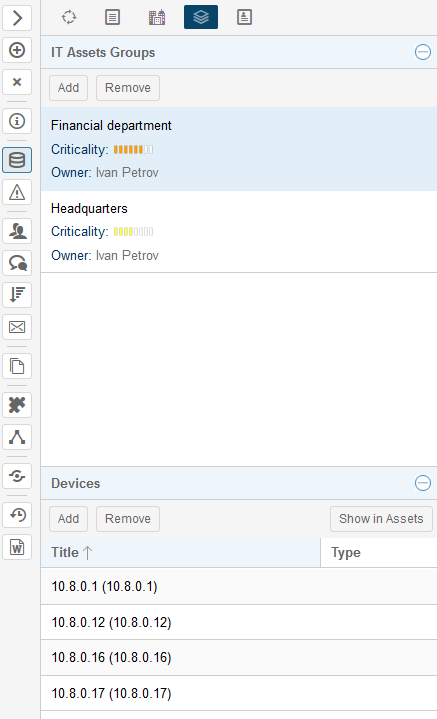 IT Assets Groups
Add Remove
Financial department
Criticality:
Owner: Ivan Petrov
Headquarters
Criticality:
Owner: Ivan Petrov
Devices
Add Remove Show in Assets
Title Type
10.8.0.1 (10.8.0.1)
10.8.0.12 (10.8.0.12)
10.8.0.16 (10.8.0.16)
10.8.0.17 (10.8.0.17)